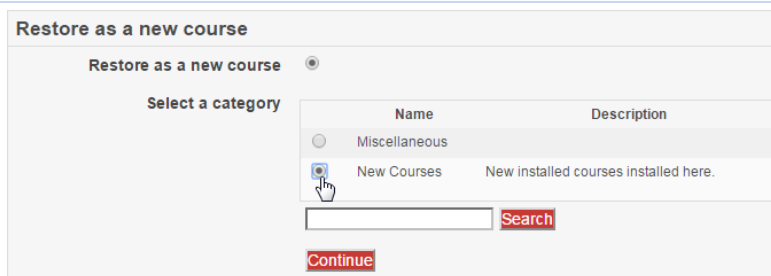 Restore as a new course
Restore as a new course
Select a category
Name Description
Miscellaneous
New Courses New installed courses installed here.
Search
Continue